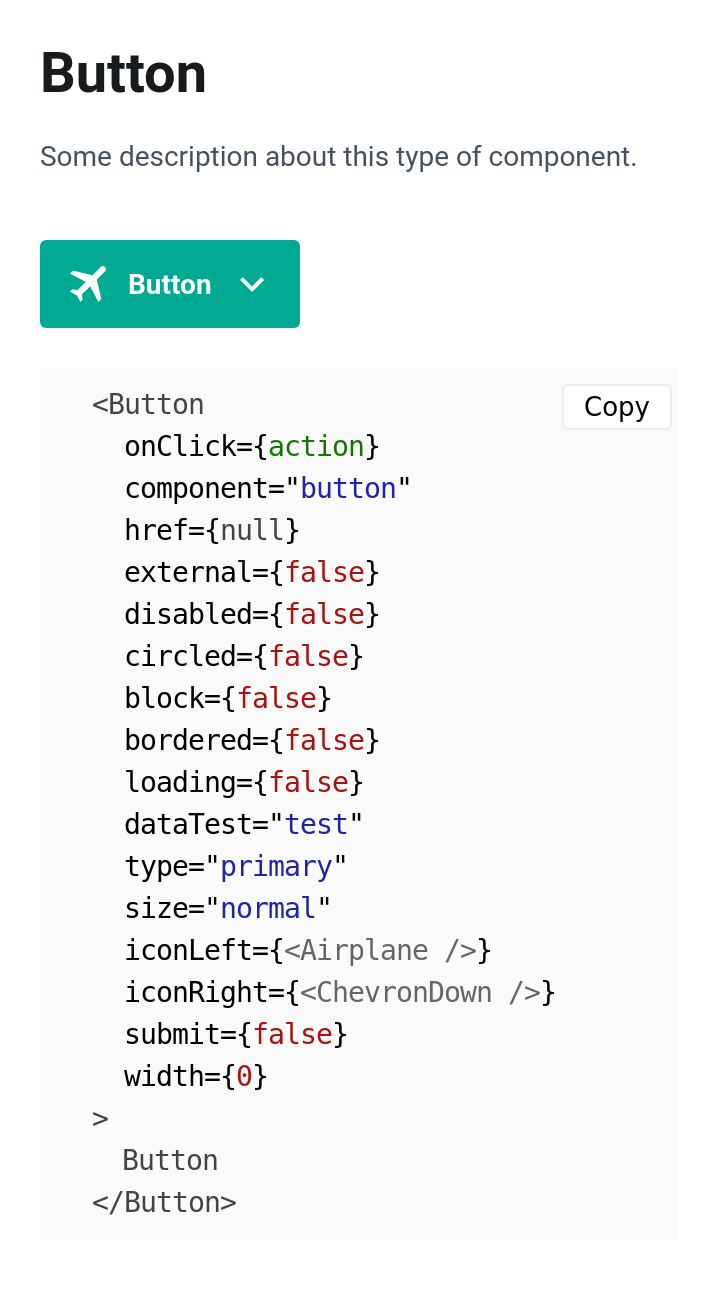 Button
Some description about this type of component.
Button
Copy
<Button
onClick={action}
component="button"
href={null}
external={false}
disabled={false}
circled={false}
block={false}
bordered={false}
loading={false}
dataTest="test"
type="primary"
size="normal"
iconLeft={<Airplane />}
iconRight={<ChevronDown />}
submit={false}
width={0}
>
Button
</Button>